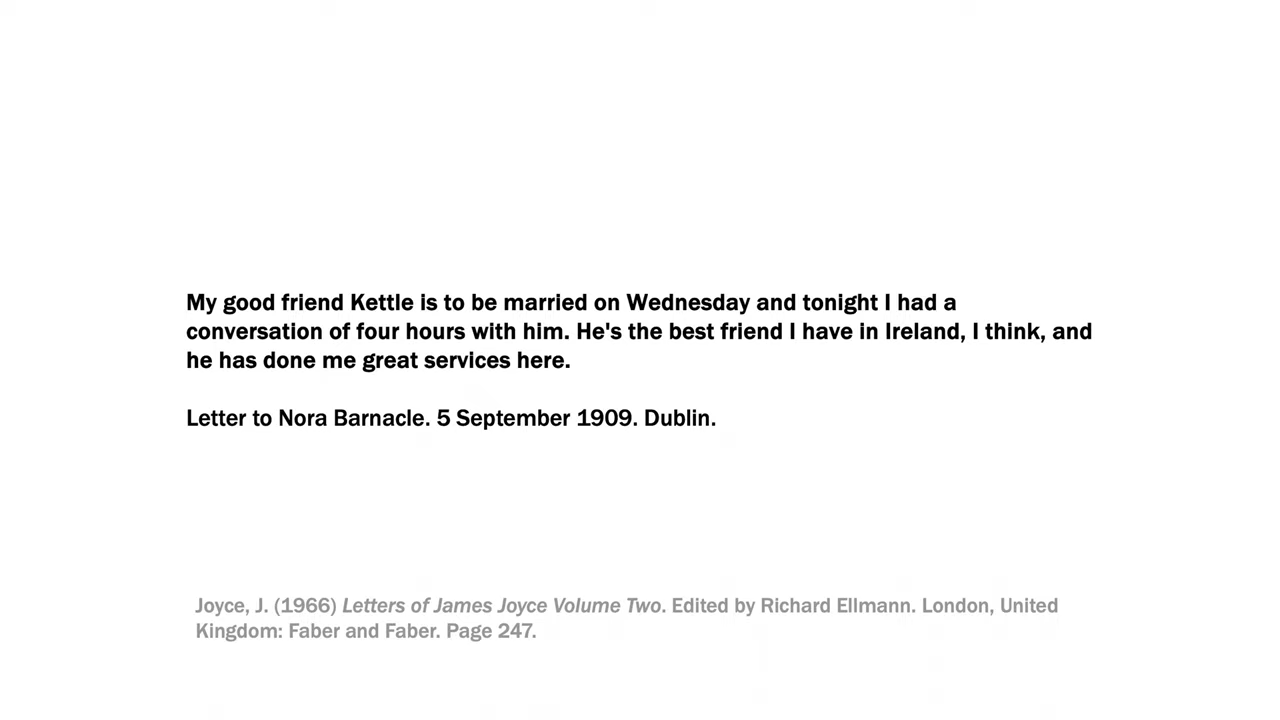 My good friend Kettle is to be married on Wednesday and tonight I had a
conversation of four hours with him. He's the best friend I have in Ireland, I think, and
he has done me great services here.
Letter to Nora Barnacle. 5 September 1909. Dublin.
Joyce, J. (1966) Letters of James Joyce Volume Two. Edited by Richard Ellmann. London, United
Kingdom: Faber and Faber. Page 247.